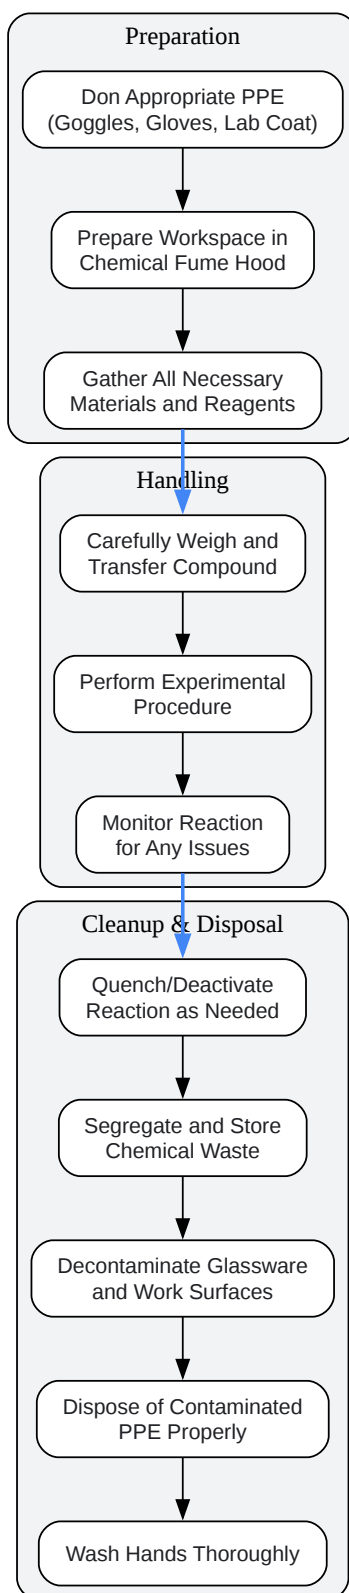 Preparation
Don Appropriate PPE
(Goggles, Gloves, Lab Coat)
Prepare Workspace in
Chemical Fume Hood
Gather All Necessary
Materials and Reagents
Handling
Carefully Weigh and
Transfer Compound
Perform Experimental
Procedure
Monitor Reaction
for Any Issues
Cleanup & Disposal
Quench/Deactivate
Reaction as Needed
Segregate and Store
Chemical Waste
Decontaminate Glassware
and Work Surfaces
Dispose of Contaminated
PPE Properly
Wash Hands Thoroughly